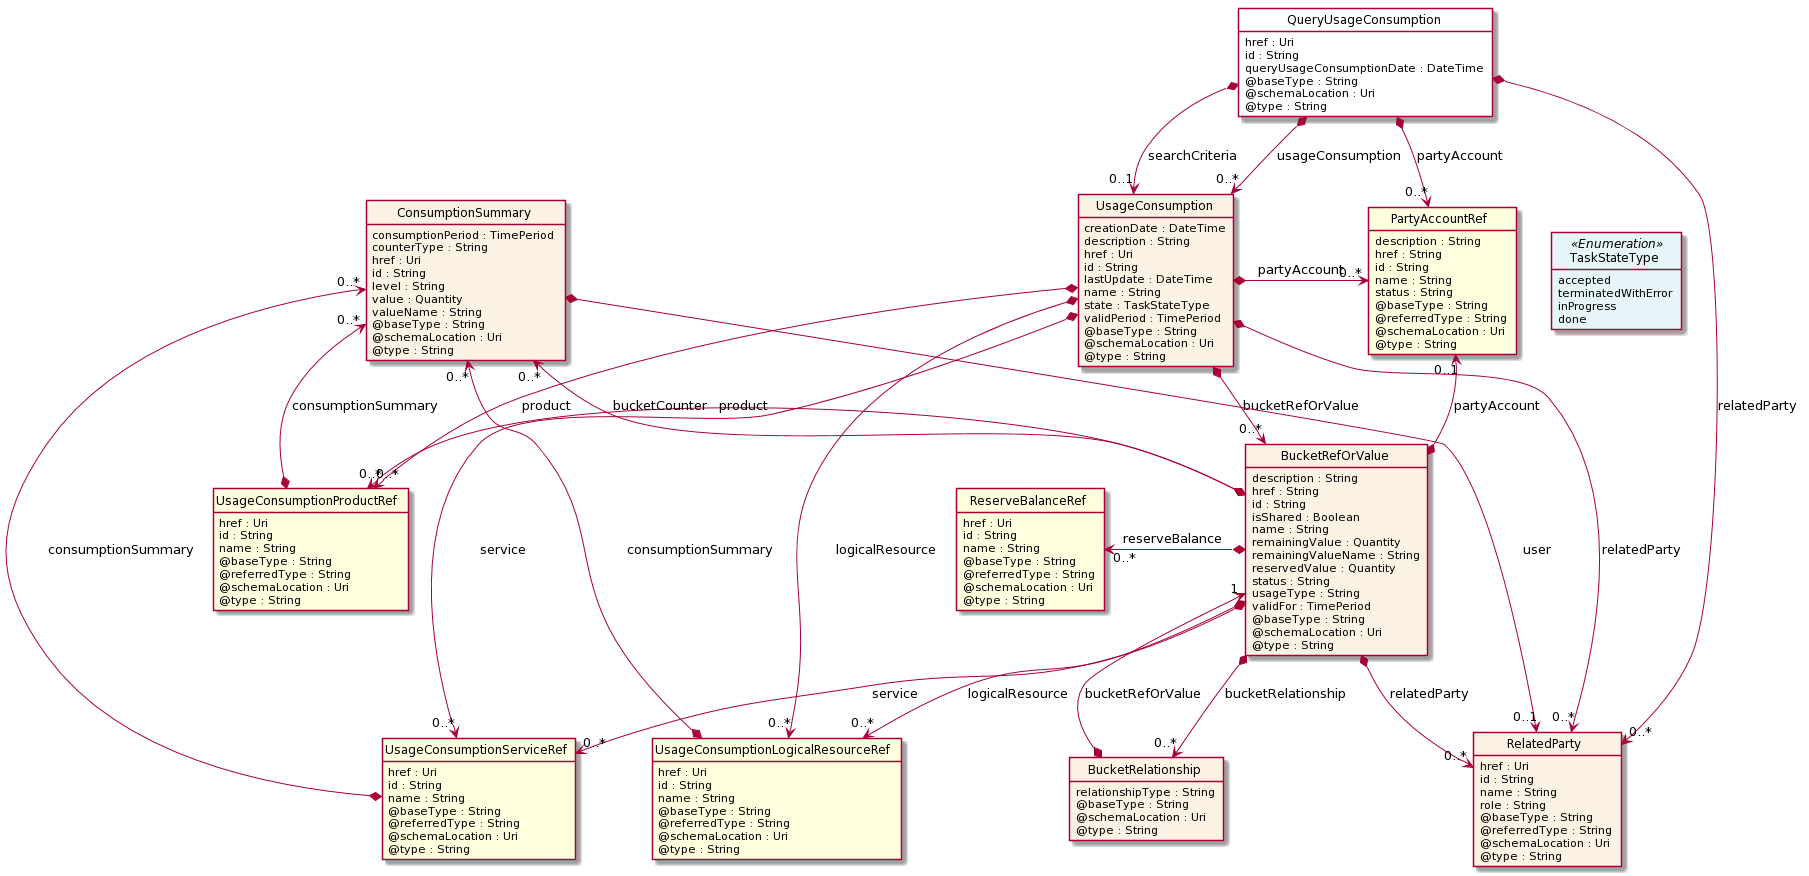 QueryUsageConsumption
href : Uri
id : String
queryUsageConsumptionDate : DateTime
@baseType : String
@schemaLocation : Uri
@type : String
searchCriteria
usageConsumption
partyAccount
0..1
0..*
0..*
ConsumptionSummary
consumptionPeriod : TimePeriod
counterType : String
href : Uri
id : String
level : String
value : Quantity
valueName : String
@baseType : String
@schemaLocation : Uri
@type : String
UsageConsumption
creationDate : DateTime
description : String
href : Uri
id : String
lastUpdate : DateTime
name : String
state : TaskStateType
validPeriod : TimePeriod
@baseType : String
@schemaLocation : Uri
@type : String
partyAccount
0..*
PartyAccountRef
description : String
href : String
id : String
name : String
status : String
@baseType : String
@referredType : String
@schemaLocation : Uri
@type : String
«Enumeration»
TaskStateType
accepted
terminatedWithError
inProgress
done
0..*
0..*
0..*
0..*
0..1
consumptionSummary
product
bucketCounter
product
bucketRefOrValue
partyAccount
relatedParty
0..*
0..*
0..*
UsageConsumptionProductRef
href : Uri
id : String
name : String
@baseType : String
@referredType : String
@schemaLocation : Uri
@type : String
ReserveBalanceRef
href : Uri
id : String
name : String
@baseType : String
@referredType : String
@schemaLocation : Uri
@type : String
reserveBalance
0..*
BucketRefOrValue
description : String
href : String
id : String
isShared : Boolean
name : String
remainingValue : Quantity
remainingValueName : String
reservedValue : Quantity
status : String
usageType : String
validFor : TimePeriod
@baseType : String
@schemaLocation : Uri
@type : String
1
consumptionSummary
service
consumptionSummary
logicalResource
user
relatedParty
service
logicalResource
bucketRefOrValue
bucketRelationship
relatedParty
0..*
0..*
0..*
0..*
0..*
0..*
0..1
0..*
0..*
UsageConsumptionServiceRef
href : Uri
id : String
name : String
@baseType : String
@referredType : String
@schemaLocation : Uri
@type : String
UsageConsumptionLogicalResourceRef
href : Uri
id : String
name : String
@baseType : String
@referredType : String
@schemaLocation : Uri
@type : String
BucketRelationship
relationshipType : String
@baseType : String
@schemaLocation : Uri
@type : String
RelatedParty
href : Uri
id : String
name : String
role : String
@baseType : String
@referredType : String
@schemaLocation : Uri
@type : String